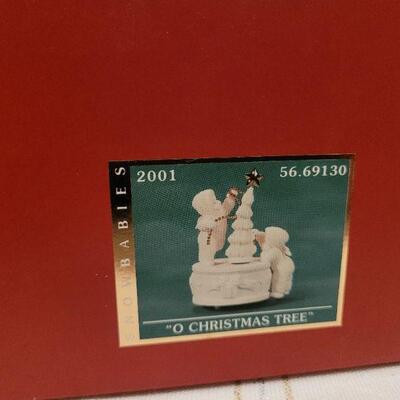 SNOWBABIES
2001
56.69130
"O CHRISTMAS TREE"